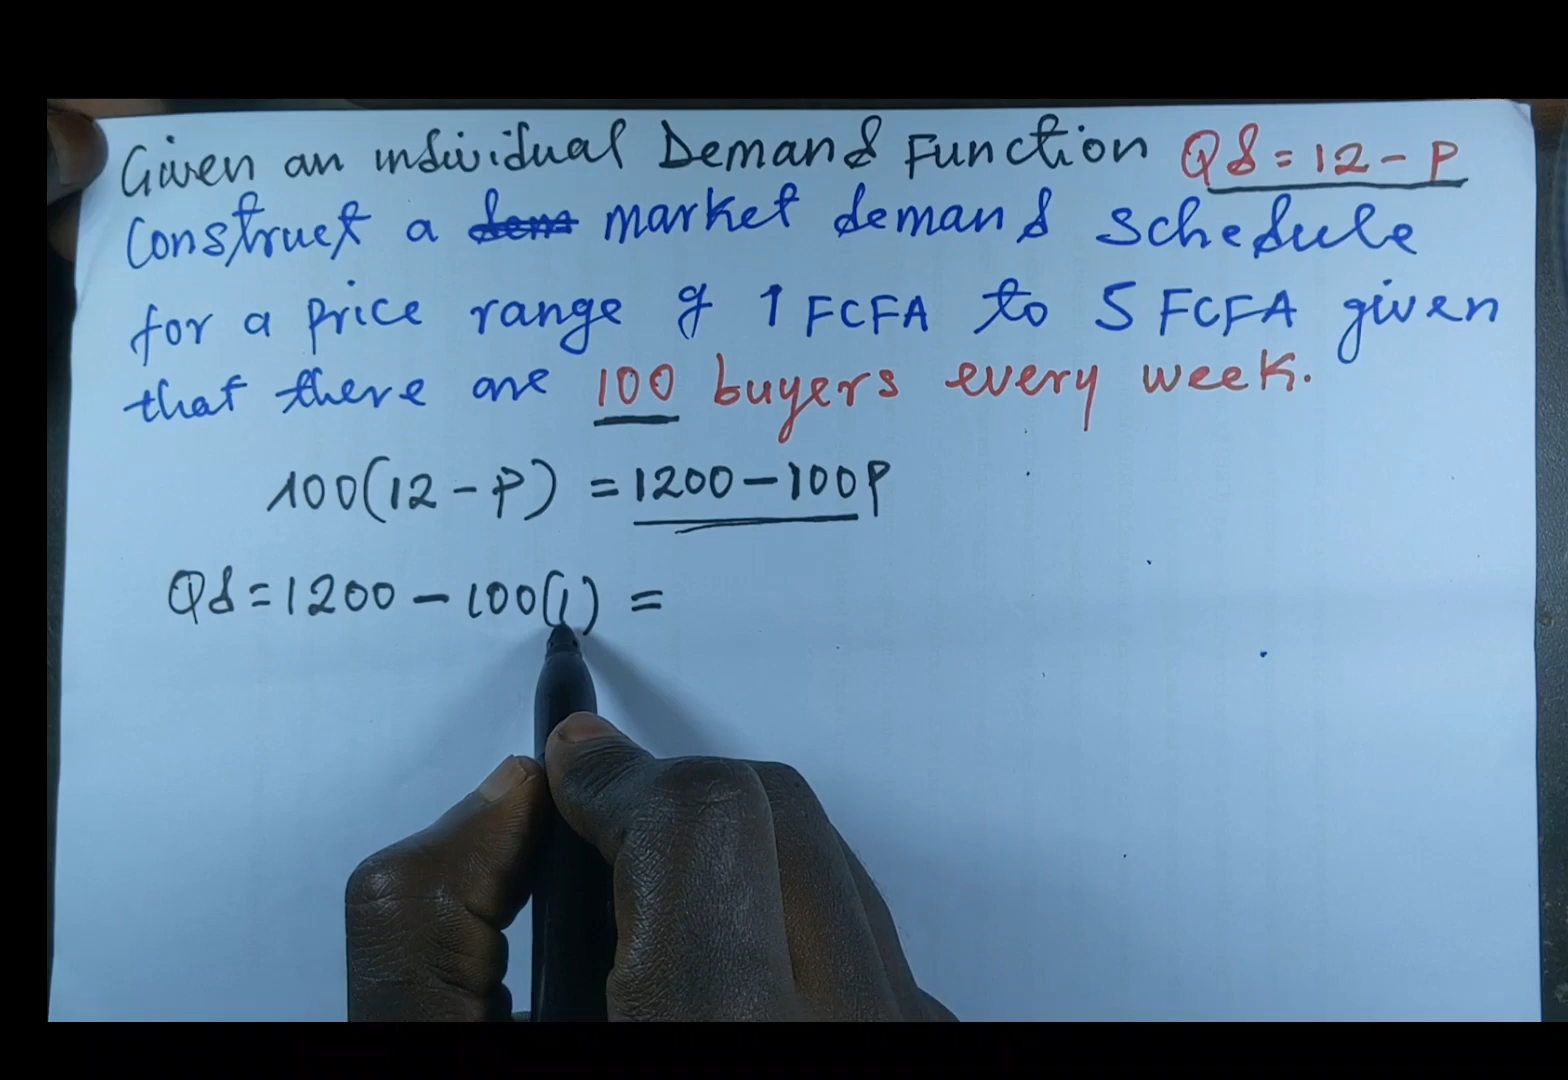 Given an individual Demand Function Qd = 12 - P
Construct a dem market demand schedule
for a price range of 1 FCFA to 5 FCFA given
that there are 100 buyers every week.
100(12 - P) = 1200 - 100P
Qd = 1200 - 100(1) =